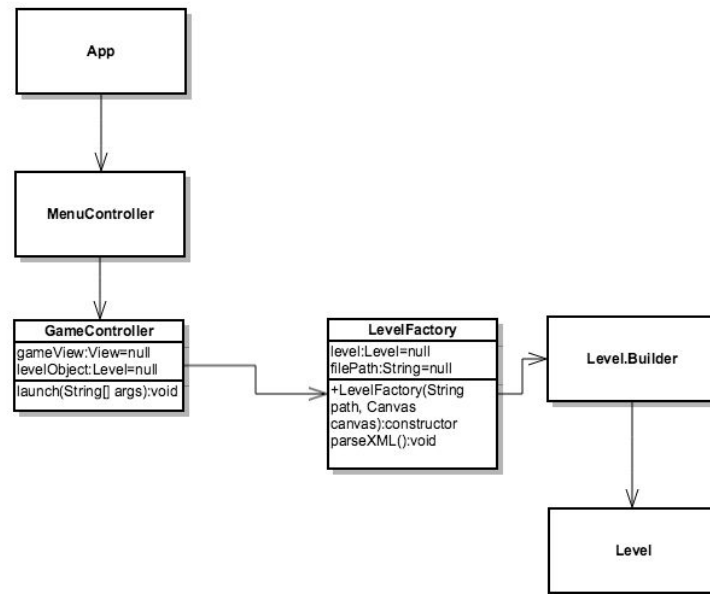 App
MenuController
GameController
gameView:View=null
levelObject:Level=null
launch(String[] args):void
LevelFactory
level:Level=null
filePath:String=null
+LevelFactory(String
path, Canvas
canvas):constructor
parseXML():void
Level.Builder
Level